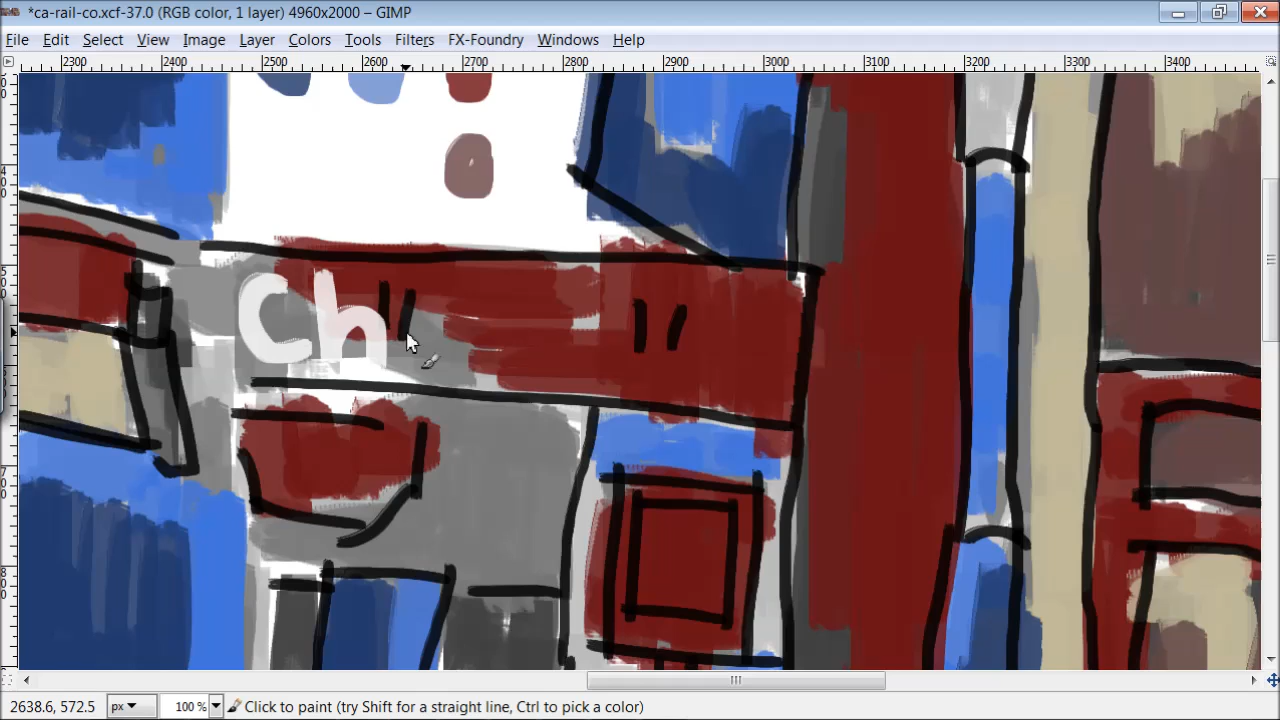 *ca-rail-co.xcf-37.0 (RGB color, 1 layer) 4960x2000 – GIMP
File Edit Select View Image Layer Colors Tools Filters FX-Foundry Windows Help
2300 2400 2500 2600 2700 2800 2900 3000 3100 3200 3300 3400
ch
2638.6, 572.5 px 100 % Click to paint (try Shift for a straight line, Ctrl to pick a color)